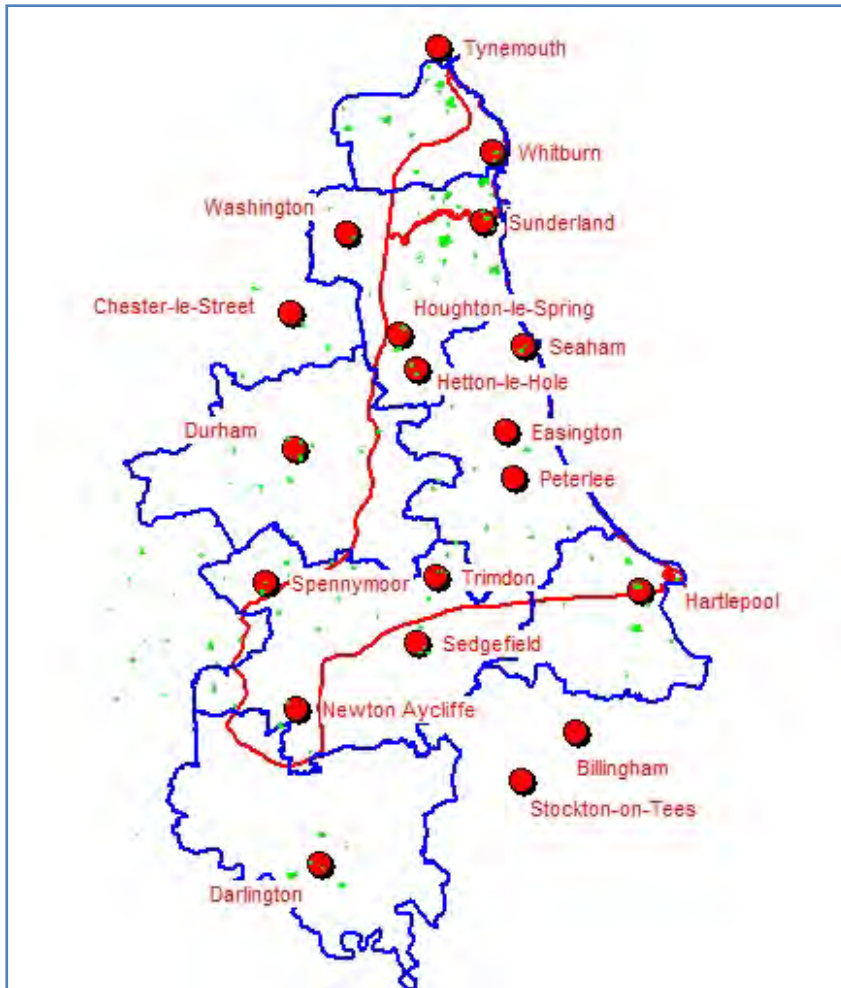 Tynemouth
Whitburn
Washington
Sunderland
Chester-le-Street
Houghton-le-Spring
Seaham
Hetton-le-Hole
Durham
Easington
Peterlee
Spennymoor
Trimdon
Hartlepool
Sedgefield
Newton Aycliffe
Billingham
Stockton-on-Tees
Darlington